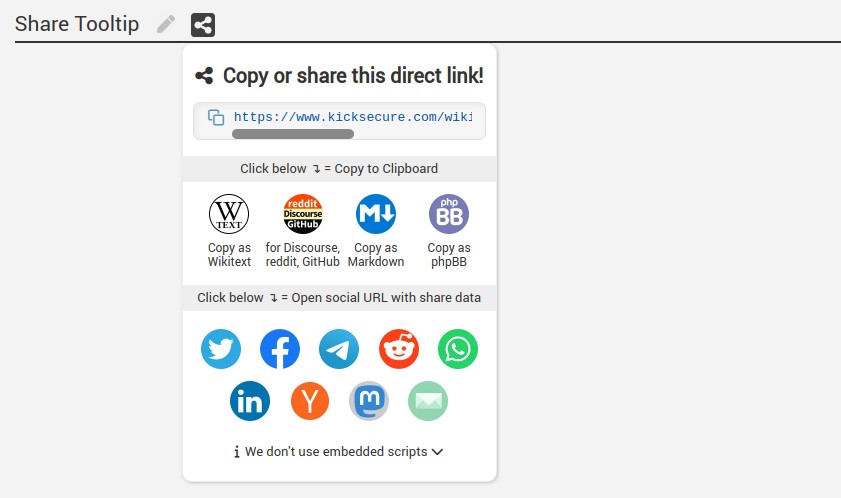 Share Tooltip
Copy or share this direct link!
https://www.kicksecure.com/wiki
Click below ↴ = Copy to Clipboard
W
TEXT
reddit
Discourse
GitHub
M
php
BB
Copy as
Wikitext
for Discourse,
reddit, GitHub
Copy as
Markdown
Copy as
phpBB
Click below ↴ = Open social URL with share data
f
in
Y
m
i We don't use embedded scripts